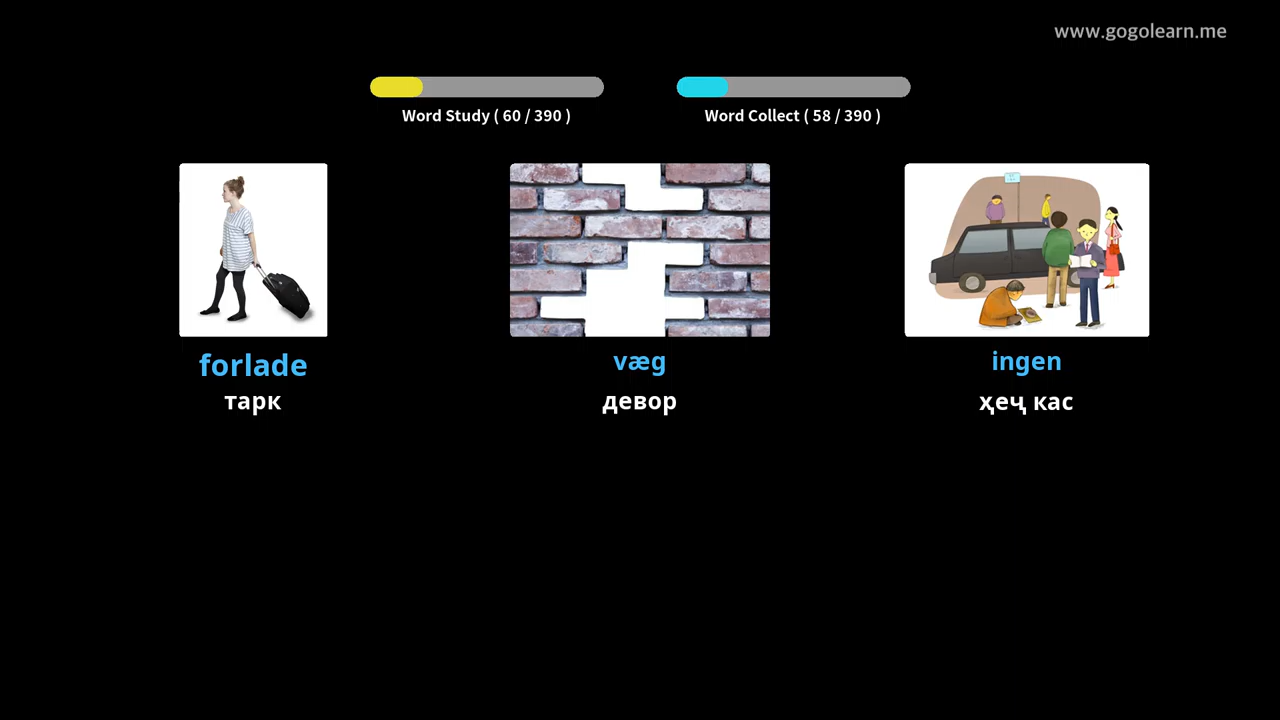 www.gogolearn.me
Word Study ( 60 / 390 )
Word Collect ( 58 / 390 )
forlade
тарк
væg
девор
ingen
ҳеҷ кас